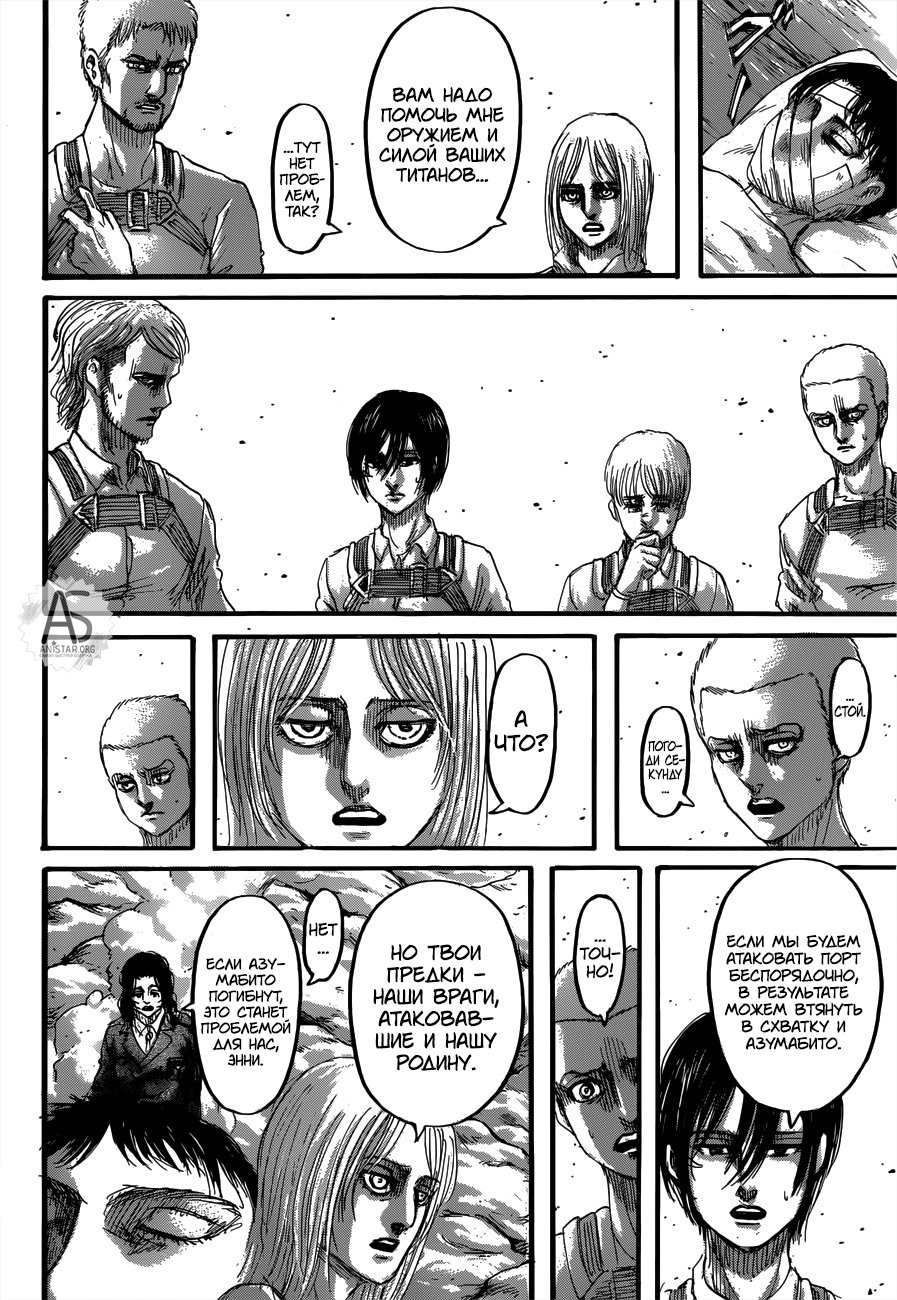 ВАМ НАДО
ПОМОЧЬ МНЕ
ОРУЖИЕМ И
СИЛОЙ ВАШИХ
ТИТАНОВ...
...ТУТ
НЕТ
ПРОБ-
ЛЕМ,
ТАК?
AS
ANISTAR.ORG
...
СТОЙ.
ПОГО-
ДИ СЕ-
КУНДУ
...
А
ЧТО?
ЕСЛИ МЫ БУДЕМ
АТАКОВАТЬ ПОРТ
БЕСПОРЯДОЧНО,
В РЕЗУЛЬТАТЕ
МОЖЕМ ВТЯНУТЬ
В СХВАТКУ И
АЗУМАБИТО.
...
ТОЧ-
НО!
НО ТВОИ
ПРЕДКИ -
НАШИ ВРАГИ,
АТАКОВАВ-
ШИЕ И НАШУ
РОДИНУ.
НЕТ
...
ЕСЛИ АЗУ-
МАБИТО
ПОГИБНУТ,
ЭТО СТАНЕТ
ПРОБЛЕМОЙ
ДЛЯ НАС,
ЭННИ.